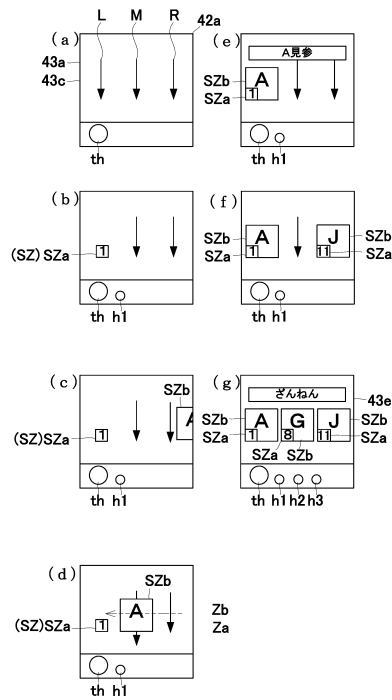 L M R 42a
(a)
43a
43c
th
(b)
(SZ)SZa 1
th h1
(c)
SZb
A
(SZ)SZa 1
th h1
(d)
SZb
A
(SZ)SZa 1
th h1
Zb
Za
(e)
A見参
SZb A
SZa 1
th h1
(f)
SZb A J SZb
SZa 1 11 SZa
th h1
(g)
ざんねん 43e
SZb A G J SZb
SZa 1 8 11 SZa
SZa SZb
th h1 h2 h3